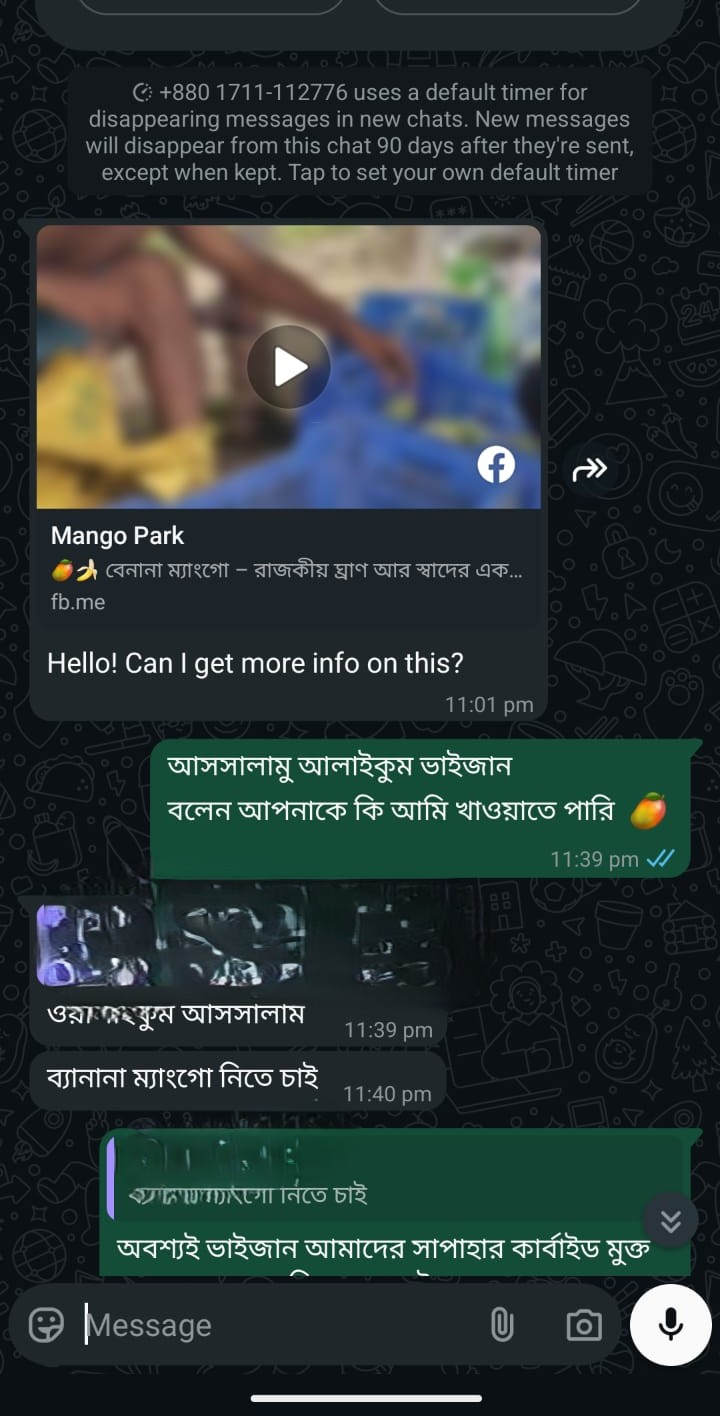 +880 1711-112776 uses a default timer for
disappearing messages in new chats. New messages
will disappear from this chat 90 days after they're sent,
except when kept. Tap to set your own default timer
Mango Park
🥭🍌 বেনানা ম্যাংগো – রাজকীয় ঘ্রাণ আর স্বাদের এক...
fb.me
Hello! Can I get more info on this?
11:01 pm
আসসালামু আলাইকুম ভাইজান
বলেন আপনাকে কি আমি খাওয়াতে পারি 🥭
11:39 pm
আসসালাম
11:39 pm
ব্যানানা ম্যাংগো নিতে চাই
11:40 pm
নিতে চাই
অবশ্যই ভাইজান আমাদের সাপাহার কার্বাইড মুক্ত
Message